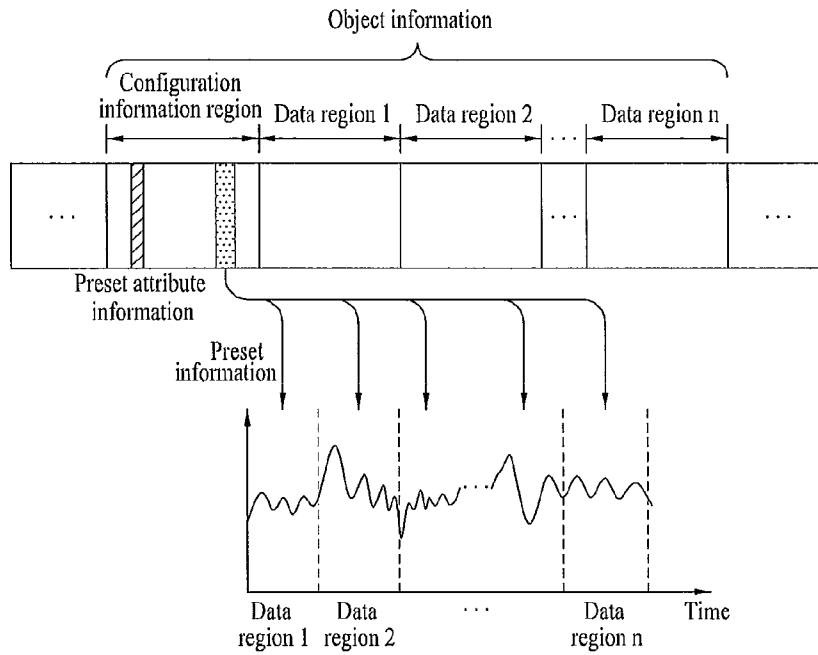 Object information
Configuration
information region
Data region 1
Data region 2
...
Data region n
...
...
...
Preset attribute
information
Preset
information
...
Data
region 1
Data
region 2
...
Data
region n
Time